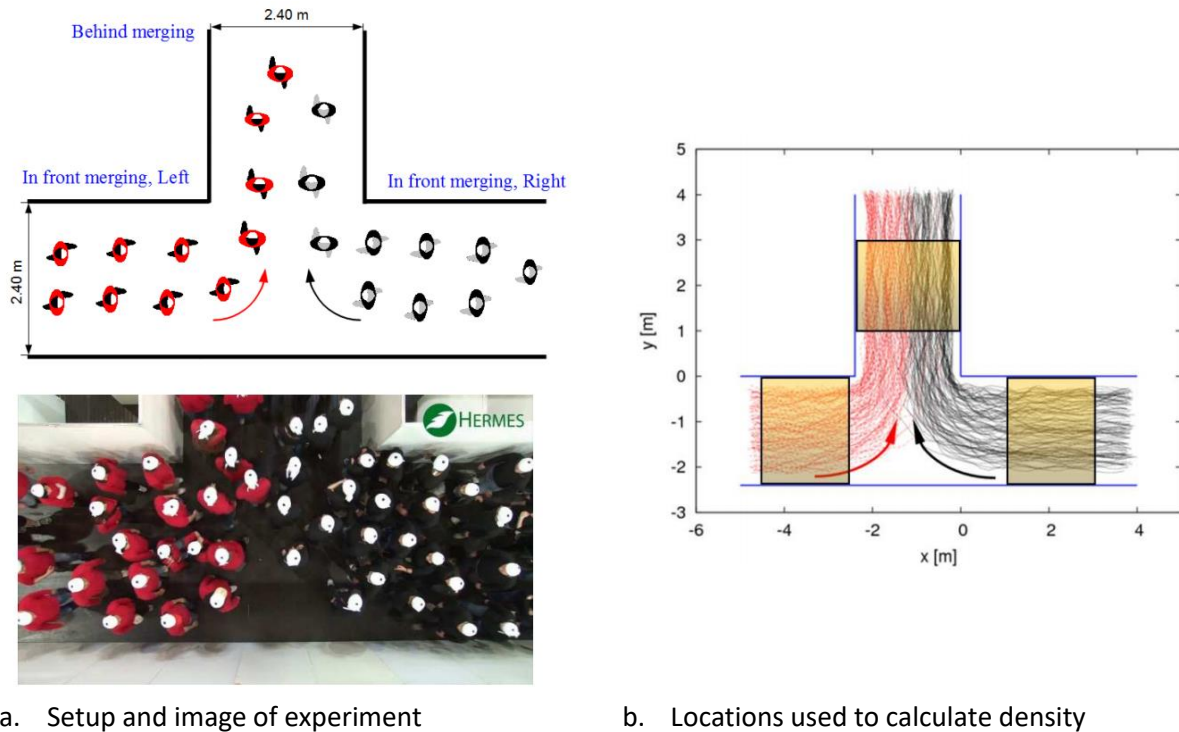 2.40 m
Behind merging
In front merging, Left
In front merging, Right
2.40 m
HERMES
5
4
3
2
1
0
-1
-2
-3
y [m]
-6
-4
-2
0
2
4
x [m]
a. Setup and image of experiment
b. Locations used to calculate density